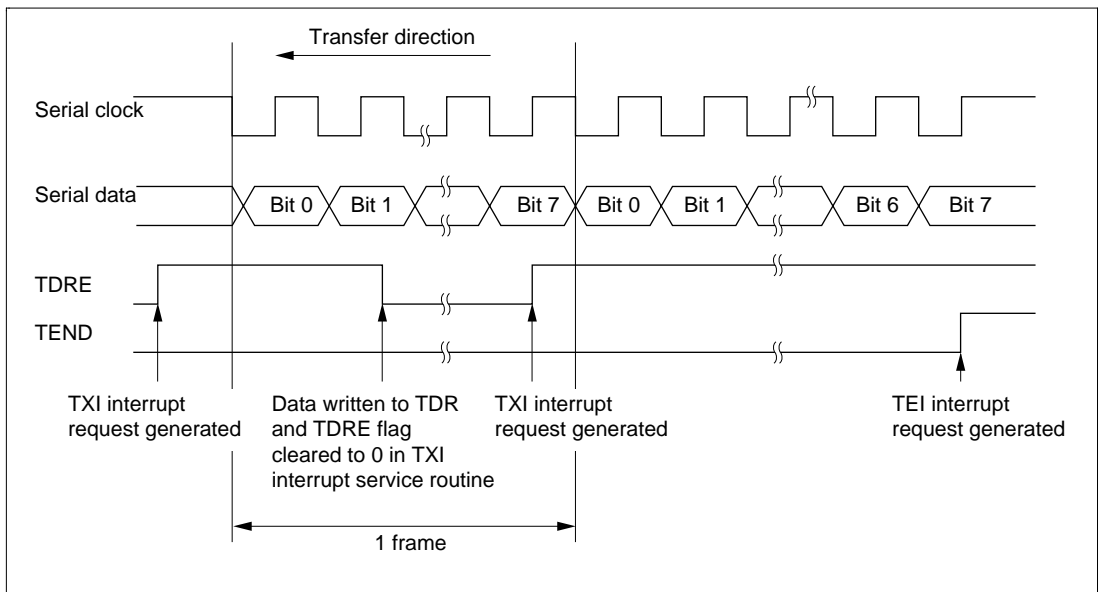 Transfer direction
Serial clock
Serial data
Bit 0 Bit 1 Bit 7 Bit 0 Bit 1 Bit 6 Bit 7
TDRE
TEND
TXI interrupt
request generated
Data written to TDR
and TDRE flag
cleared to 0 in TXI
interrupt service routine
TXI interrupt
request generated
TEI interrupt
request generated
1 frame